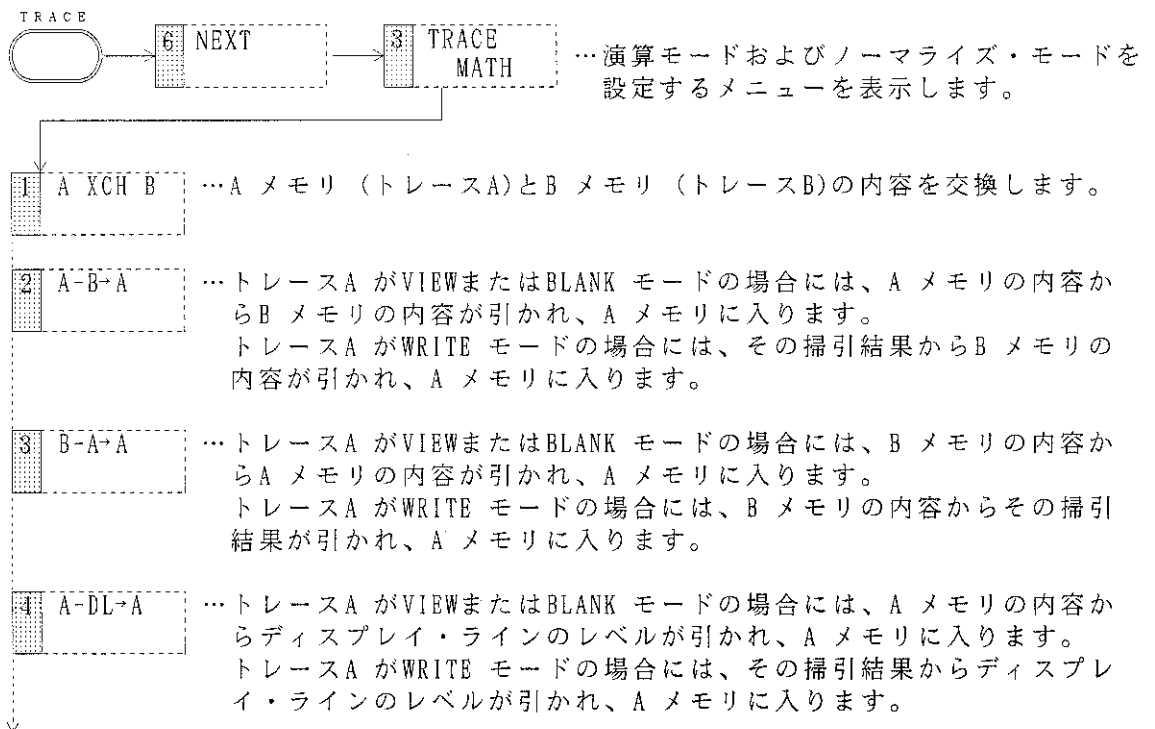 TRACE
6 NEXT
3 TRACE
MATH
…演算モードおよびノーマライズ・モードを
設定するメニューを表示します。
1 A XCH B …A メモリ (トレースA)とB メモリ (トレースB)の内容を交換します。
2 A-B→A …トレースA がVIEWまたはBLANK モードの場合には、A メモリの内容か
らB メモリの内容が引かれ、A メモリに入ります。
トレースA がWRITE モードの場合には、その掃引結果からB メモリの
内容が引かれ、A メモリに入ります。
3 B-A→A …トレースA がVIEWまたはBLANK モードの場合には、B メモリの内容か
らA メモリの内容が引かれ、A メモリに入ります。
トレースA がWRITE モードの場合には、B メモリの内容からその掃引
結果が引かれ、A メモリに入ります。
4 A-DL→A …トレースA がVIEWまたはBLANK モードの場合には、A メモリの内容か
らディスプレイ・ラインのレベルが引かれ、A メモリに入ります。
トレースA がWRITE モードの場合には、その掃引結果からディスプレ
イ・ラインのレベルが引かれ、A メモリに入ります。